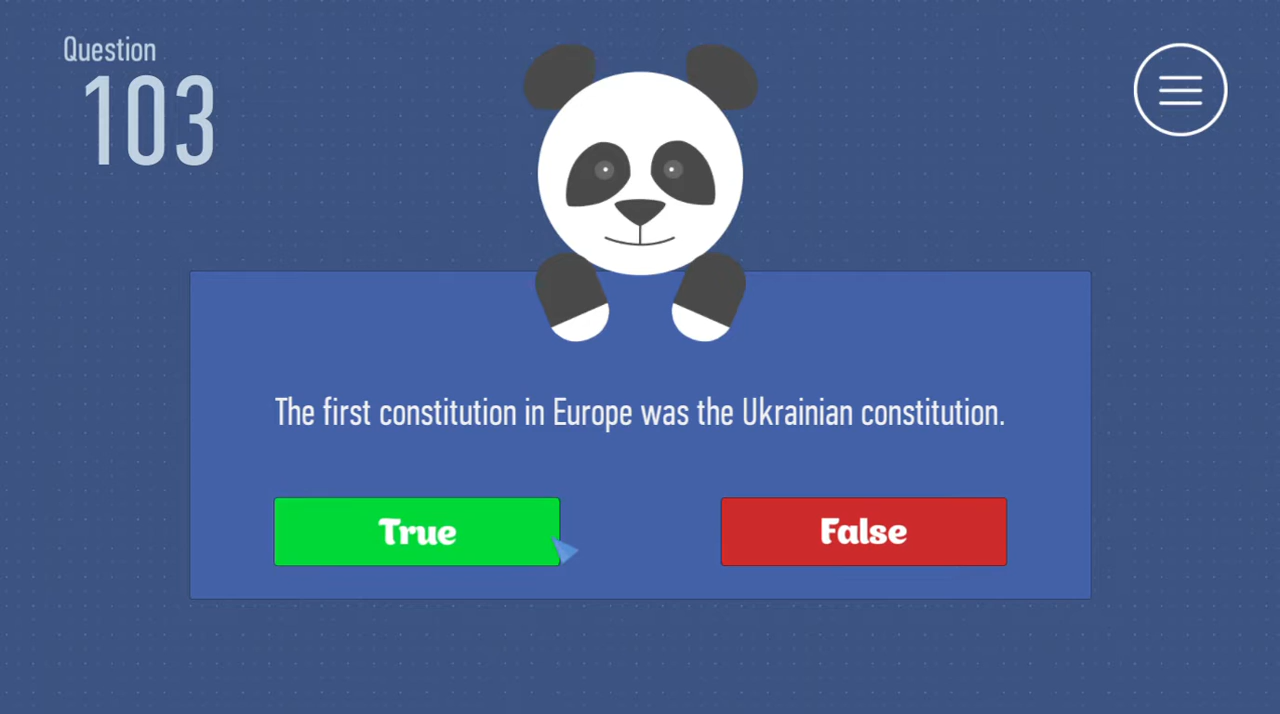 Question
103
The first constitution in Europe was the Ukrainian constitution.
True
False